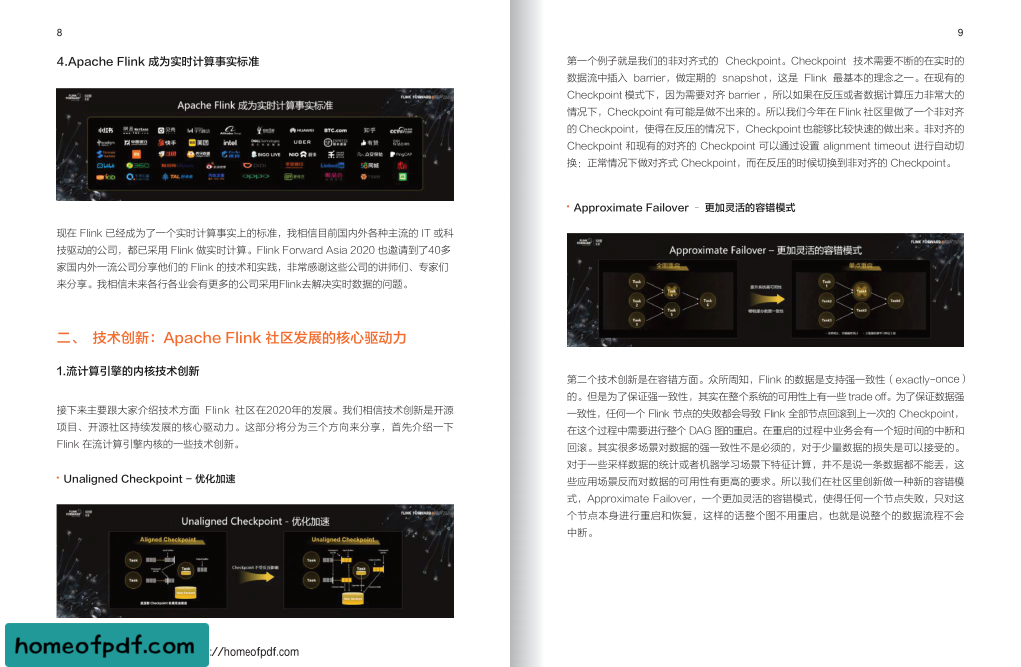 8
4.Apache Flink 成为实时计算事实标准
Apache Flink 成为实时计算事实标准
小红书
美团
intel
UBER
HUAWEI
BTC.com
知乎
BIGO LIVE
快手
LinkedIn
现在 Flink 已经成为了一个实时计算事实上的标准，我相信目前国内外各种主流的 IT 或科
技驱动的公司，都已采用 Flink 做实时计算。Flink Forward Asia 2020 也邀请到了40多
家国内外一流公司分享他们的 Flink 的技术和实践，非常感谢这些公司的讲师们、专家们
来分享。我相信未来各行各业会有更多的公司采用Flink去解决实时数据的问题。
二、 技术创新：Apache Flink 社区发展的核心驱动力
1.流计算引擎的内核技术创新
接下来主要跟大家介绍技术方面 Flink 社区在2020年的发展。我们相信技术创新是开源
项目、开源社区持续发展的核心驱动力。这部分将分为三个方向来分享，首先介绍一下
Flink 在流计算引擎内核的一些技术创新。
· Unaligned Checkpoint – 优化加速
Unaligned Checkpoint - 优化加速
Aligned Checkpoint
Unaligned Checkpoint
Task
Task
Task
Task
Task
Task
homeofpdf.com
://homeofpdf.com
9
第一个例子就是我们的非对齐式的 Checkpoint。Checkpoint 技术需要不断的在实时的
数据流中插入 barrier，做定期的 snapshot，这是 Flink 最基本的理念之一。在现有的
Checkpoint 模式下，因为需要对齐 barrier ，所以如果在反压或者数据计算压力非常大的
情况下，Checkpoint 有可能是做不出来的。所以我们今年在 Flink 社区里做了一个非对齐
的 Checkpoint，使得在反压的情况下，Checkpoint 也能够比较快速的做出来。非对齐的
Checkpoint 和现有的对齐的 Checkpoint 可以通过设置 alignment timeout 进行自动切
换：正常情况下做对齐式 Checkpoint，而在反压的时候切换到非对齐的 Checkpoint。
· Approximate Failover – 更加灵活的容错模式
Approximate Failover – 更加灵活的容错模式
全图重启
单点重启
第二个技术创新是在容错方面。众所周知，Flink 的数据是支持强一致性（ exactly-once ）
的。但是为了保证强一致性，其实在整个系统的可用性上有一些 trade off。为了保证数据强
一致性，任何一个 Flink 节点的失败都会导致 Flink 全部节点回滚到上一次的 Checkpoint，
在这个过程中需要进行整个 DAG 图的重启。在重启的过程中业务会有一个短时间的中断和
回滚。其实很多场景对数据的强一致性不是必须的，对于少量数据的损失是可以接受的。
对于一些采样数据的统计或者机器学习场景下特征计算，并不是说一条数据都不能丢，这
些应用场景反而对数据的可用性有更高的要求。所以我们在社区里创新做一种新的容错模
式，Approximate Failover，一个更加灵活的容错模式，使得任何一个节点失败，只对这
个节点本身进行重启和恢复，这样的话整个图不用重启，也就是说整个的数据流程不会
中断。